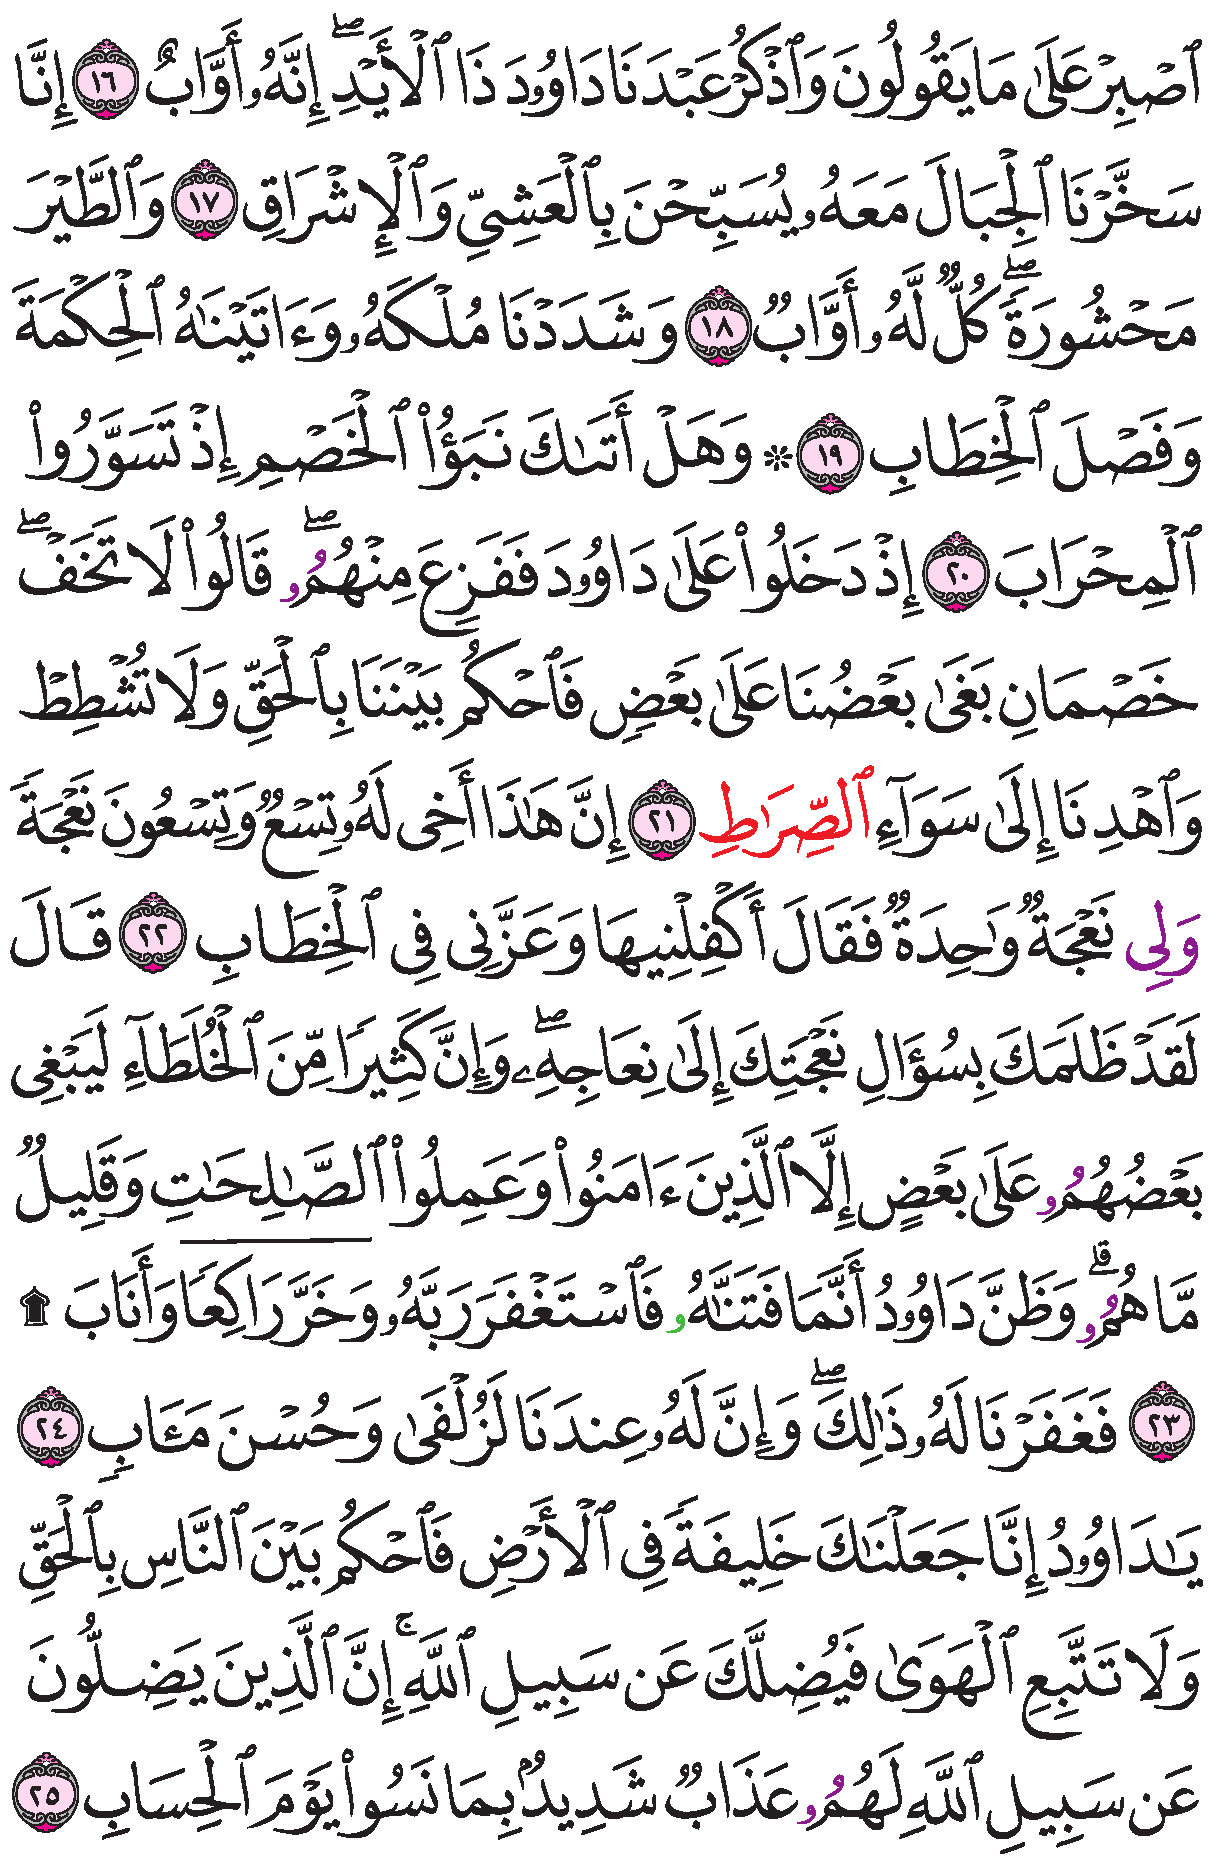 ٱصْبِرْ عَلَىٰ مَا يَقُولُونَ وَٱذْكُرْ عَبْدَنَا دَاوُۥدَ ذَا ٱلْأَيْدِۖ إِنَّهُۥ أَوَّابٌ ١٦ إِنَّا
سَخَّرْنَا ٱلْجِبَالَ مَعَهُۥ يُسَبِّحْنَ بِٱلْعَشِيِّ وَٱلْإِشْرَاقِ ١٧ وَٱلطَّيْرَ
مَحْشُورَةًۖ كُلٌّ لَّهُۥ أَوَّابٌ ١٨ وَشَدَدْنَا مُلْكَهُۥ وَءَاتَيْنَٰهُ ٱلْحِكْمَةَ
وَفَصْلَ ٱلْخِطَابِ ١٩ ۞ وَهَلْ أَتَىٰكَ نَبَؤُاْ ٱلْخَصْمِ إِذْ تَسَوَّرُواْ
ٱلْمِحْرَابَ ٢٠ إِذْ دَخَلُواْ عَلَىٰ دَاوُۥدَ فَفَزِعَ مِنْهُمُۥۖ قَالُواْ لَا تَخَفْۖ
خَصْمَانِ بَغَىٰ بَعْضُنَا عَلَىٰ بَعْضٍ فَٱحْكُم بَيْنَنَا بِٱلْحَقِّ وَلَا تُشْطِطْ
وَٱهْدِنَا إِلَىٰ سَوَآءِ ٱلصِّرَٰطِ ٢١ إِنَّ هَٰذَا أَخِي لَهُۥ تِسْعٌ وَتِسْعُونَ نَعْجَةً
وَلِي نَعْجَةٌ وَٰحِدَةٌ فَقَالَ أَكْفِلْنِيهَا وَعَزَّنِي فِي ٱلْخِطَابِ ٢٢ قَالَ
لَقَدْ ظَلَمَكَ بِسُؤَالِ نَعْجَتِكَ إِلَىٰ نِعَاجِهِۦۖ وَإِنَّ كَثِيرًا مِّنَ ٱلْخُلَطَآءِ لَيَبْغِي
بَعْضُهُمُۥ عَلَىٰ بَعْضٍ إِلَّا ٱلَّذِينَ ءَامَنُواْ وَعَمِلُواْ ٱلصَّٰلِحَٰتِ وَقَلِيلٌ
مَّا هُمُۥۗ وَظَنَّ دَاوُۥدُ أَنَّمَا فَتَنَّٰهُۥ فَٱسْتَغْفَرَ رَبَّهُۥ وَخَرَّ رَاكِعًا وَأَنَابَ ۩
٢٣ فَغَفَرْنَا لَهُۥ ذَٰلِكَۖ وَإِنَّ لَهُۥ عِندَنَا لَزُلْفَىٰ وَحُسْنَ مَـَٔابٍ ٢٤
يَٰدَاوُۥدُ إِنَّا جَعَلْنَٰكَ خَلِيفَةً فِي ٱلْأَرْضِ فَٱحْكُم بَيْنَ ٱلنَّاسِ بِٱلْحَقِّ
وَلَا تَتَّبِعِ ٱلْهَوَىٰ فَيُضِلَّكَ عَن سَبِيلِ ٱللَّهِۚ إِنَّ ٱلَّذِينَ يَضِلُّونَ
عَن سَبِيلِ ٱللَّهِ لَهُمُۥ عَذَابٌ شَدِيدٌۢ بِمَا نَسُواْ يَوْمَ ٱلْحِسَابِ ٢٥